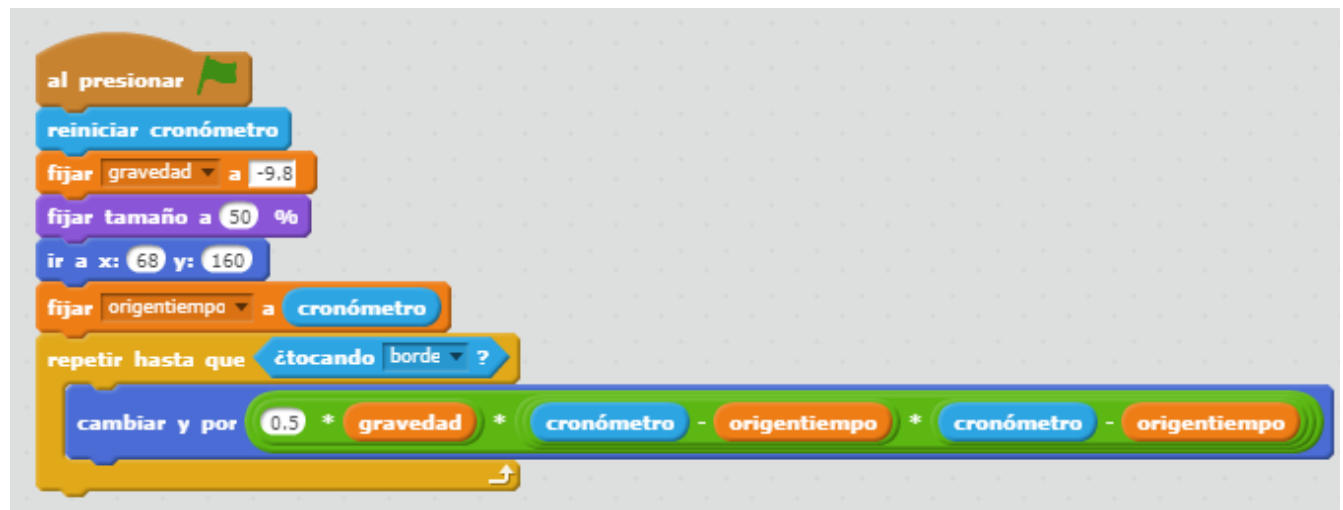 al presionar
reiniciar cronómetro
fijar gravedad a -9.8
fijar tamaño a 50 %
ir a x: 68 y: 160
fijar origentiempo a cronómetro
repetir hasta que ¿tocando borde ?
cambiar y por 0.5 * gravedad * cronómetro - origentiempo * cronómetro - origentiempo